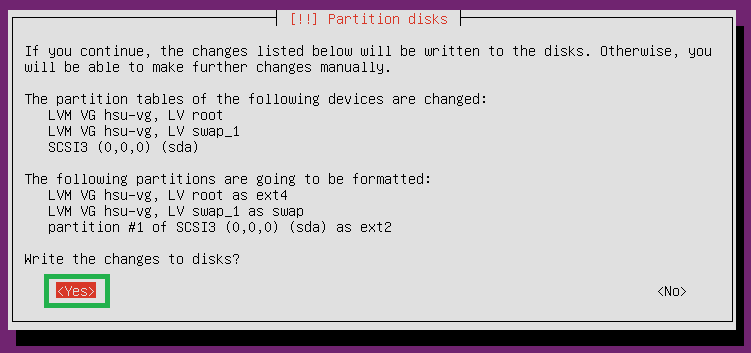 [!!] Partition disks
If you continue, the changes listed below will be written to the disks. Otherwise, you
will be able to make further changes manually.
The partition tables of the following devices are changed:
LVM VG hsu-vg, LV root
LVM VG hsu-vg, LV swap_1
SCSI3 (0,0,0) (sda)
The following partitions are going to be formatted:
LVM VG hsu-vg, LV root as ext4
LVM VG hsu-vg, LV swap_1 as swap
partition #1 of SCSI3 (0,0,0) (sda) as ext2
Write the changes to disks?
<Yes> <No>